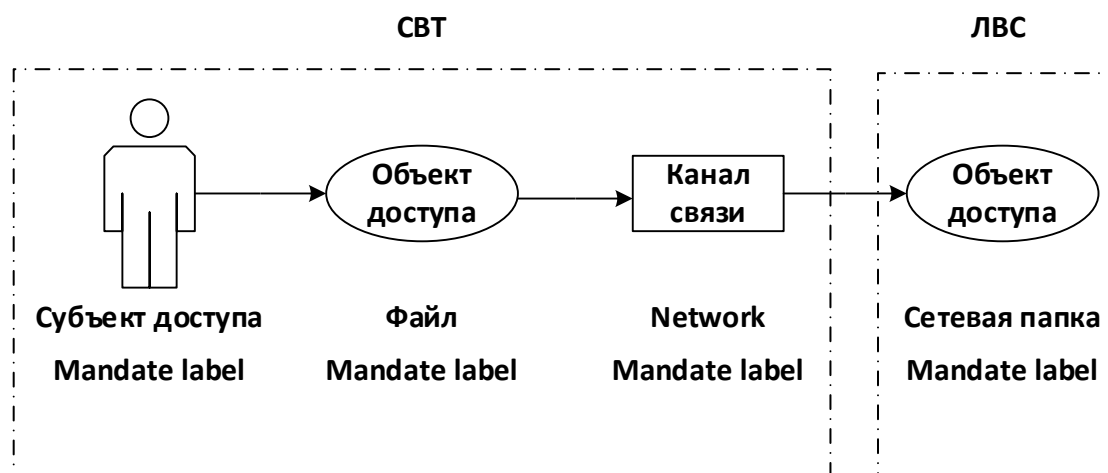 СВТ
ЛВС
Объект
доступа
Канал
связи
Объект
доступа
Субъект доступа
Файл
Network
Сетевая папка
Mandate label
Mandate label
Mandate label
Mandate label